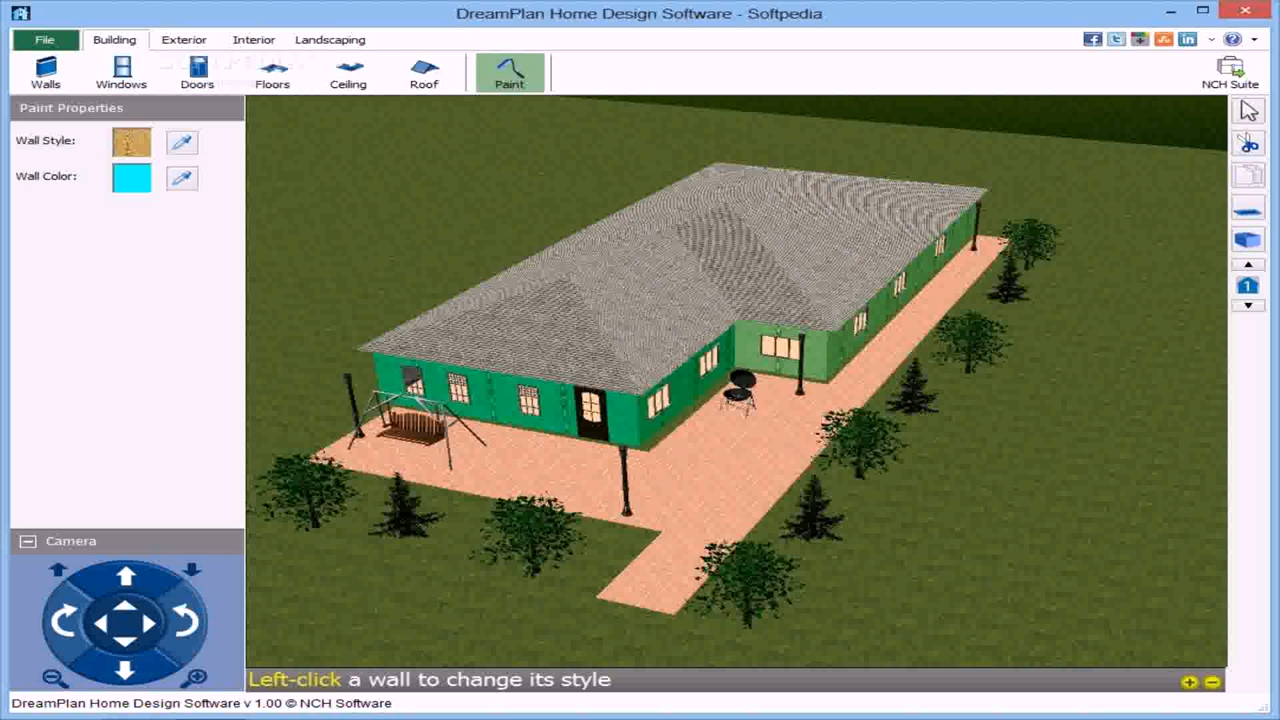 DreamPlan Home Design Software - Softpedia
File Building Exterior Interior Landscaping
Walls Windows Doors Floors Ceiling Roof Paint NCH Suite
Paint Properties
Wall Style:
Wall Color:
1
Camera
Left-click a wall to change its style
DreamPlan Home Design Software v 1.00 © NCH Software